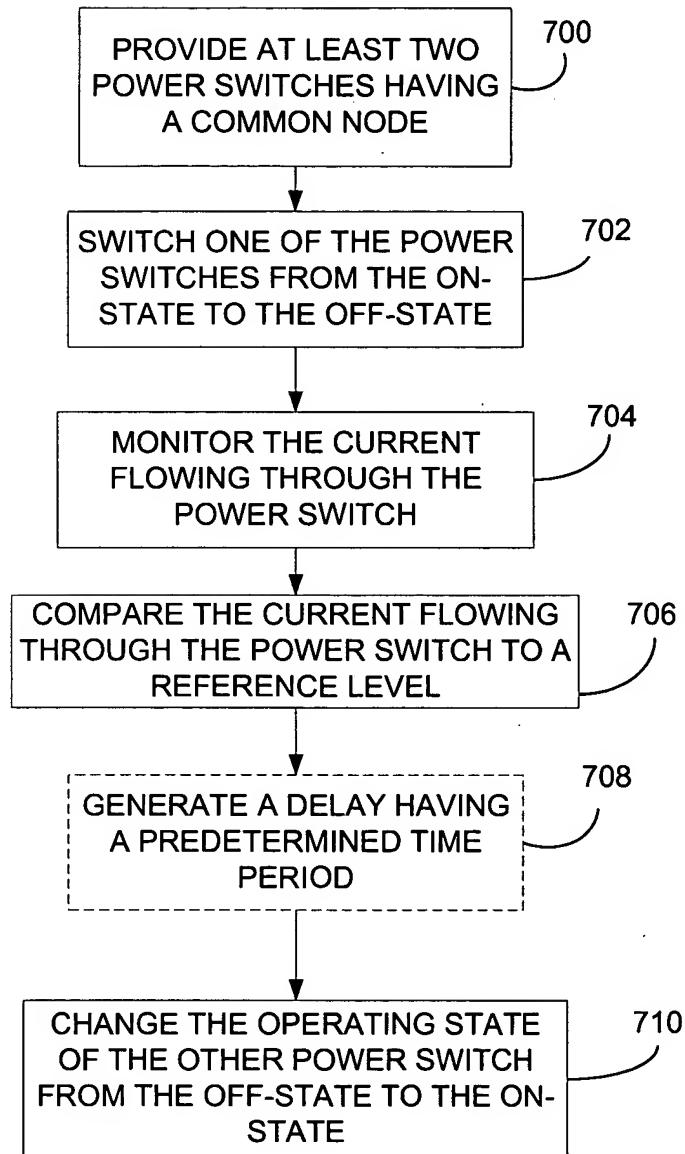 PROVIDE AT LEAST TWO
POWER SWITCHES HAVING
A COMMON NODE
700
SWITCH ONE OF THE POWER
SWITCHES FROM THE ON-
STATE TO THE OFF-STATE
702
MONITOR THE CURRENT
FLOWING THROUGH THE
POWER SWITCH
704
COMPARE THE CURRENT FLOWING
THROUGH THE POWER SWITCH TO A
REFERENCE LEVEL
706
GENERATE A DELAY HAVING
A PREDETERMINED TIME
PERIOD
708
CHANGE THE OPERATING STATE
OF THE OTHER POWER SWITCH
FROM THE OFF-STATE TO THE ON-
STATE
710